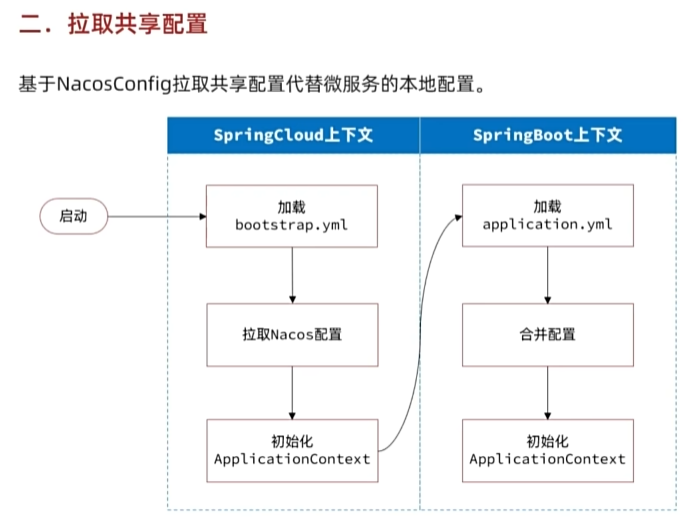 二．拉取共享配置
基于NacosConfig拉取共享配置代替微服务的本地配置。
SpringCloud上下文
SpringBoot上下文
启动
加载
bootstrap.yml
拉取Nacos配置
初始化
ApplicationContext
加载
application.yml
合并配置
初始化
ApplicationContext